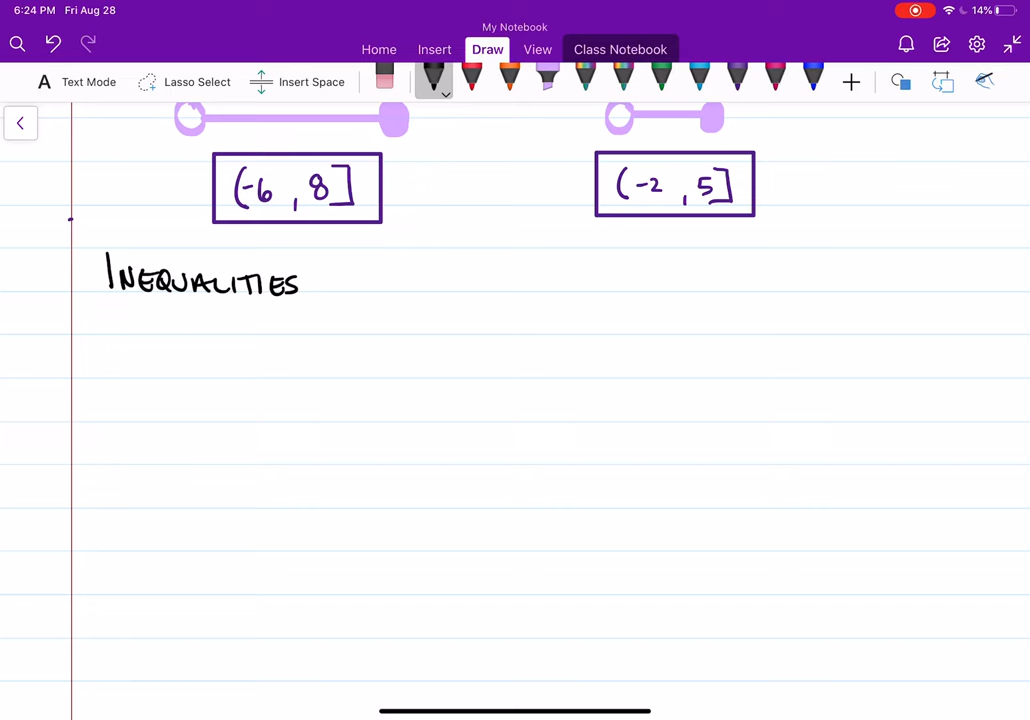 6:24 PM Fri Aug 28 14%
My Notebook
Home Insert Draw View Class Notebook
A Text Mode Lasso Select Insert Space
(-6 , 8] (-2 , 5]
INEQUALITIES